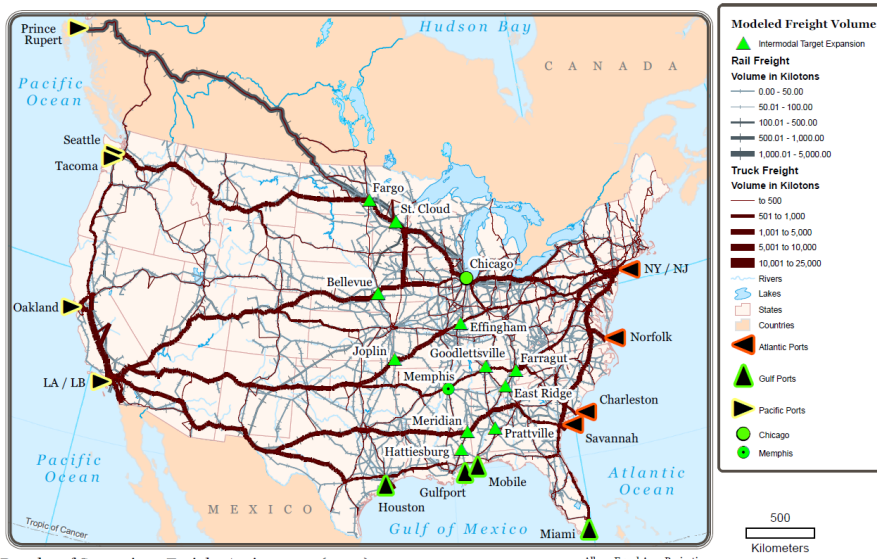 Prince
Rupert
Hudson Bay
CANADA
Pacific
Ocean
Seattle
Tacoma
Fargo
St. Cloud
Chicago
NY / NJ
Bellevue
Oakland
Effingham
Norfolk
Joplin
Goodlettsville
Farragut
Memphis
LA / LB
East Ridge
Charleston
Meridian
Prattville
Savannah
Hattiesburg
Pacific
Ocean
Gulfport
Mobile
Atlantic
Ocean
MEXICO
Houston
Gulf of Mexico
Miami
Tropic of Cancer
Modeled Freight Volume
Intermodal Target Expansion
Rail Freight
Volume in Kilotons
0.00 - 50.00
50.01 - 100.00
100.01 - 500.00
500.01 - 1,000.00
1,000.01 - 5,000.00
Truck Freight
Volume in Kilotons
to 500
501 to 1,000
1,001 to 5,000
5,001 to 10,000
10,001 to 25,000
Rivers
Lakes
States
Countries
Atlantic Ports
Gulf Ports
Pacific Ports
Chicago
Memphis
500
Kilometers